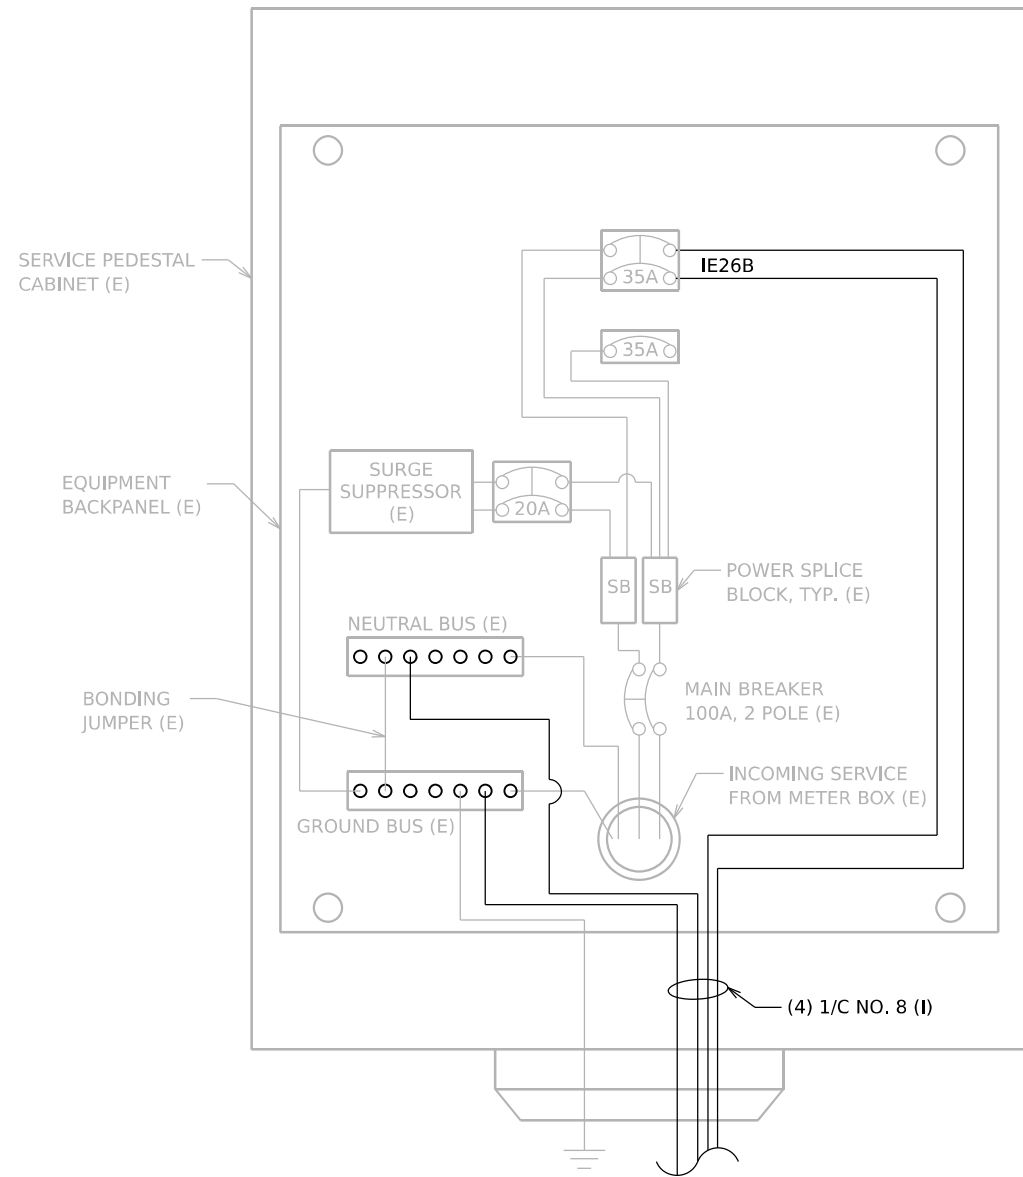 SERVICE PEDESTAL
CABINET (E)
IE26B
35A
35A
EQUIPMENT
BACKPANEL (E)
SURGE
SUPPRESSOR
(E)
20A
SB
SB
POWER SPLICE
BLOCK, TYP. (E)
NEUTRAL BUS (E)
BONDING
JUMPER (E)
MAIN BREAKER
100A, 2 POLE (E)
INCOMING SERVICE
FROM METER BOX (E)
GROUND BUS (E)
(4) 1/C NO. 8 (I)